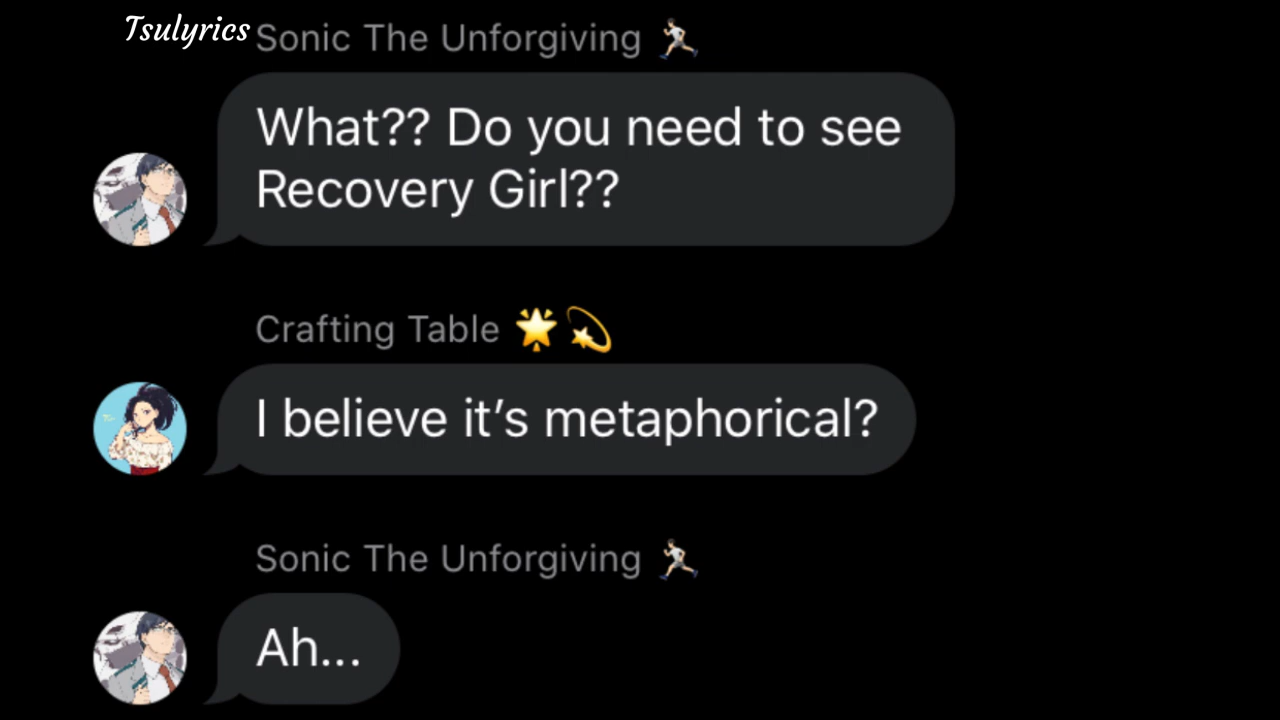 Tsulyrics
Sonic The Unforgiving 🏃🏻
What?? Do you need to see
Recovery Girl??
Crafting Table 🌟💫
I believe it’s metaphorical?
Sonic The Unforgiving 🏃🏻
Ah...